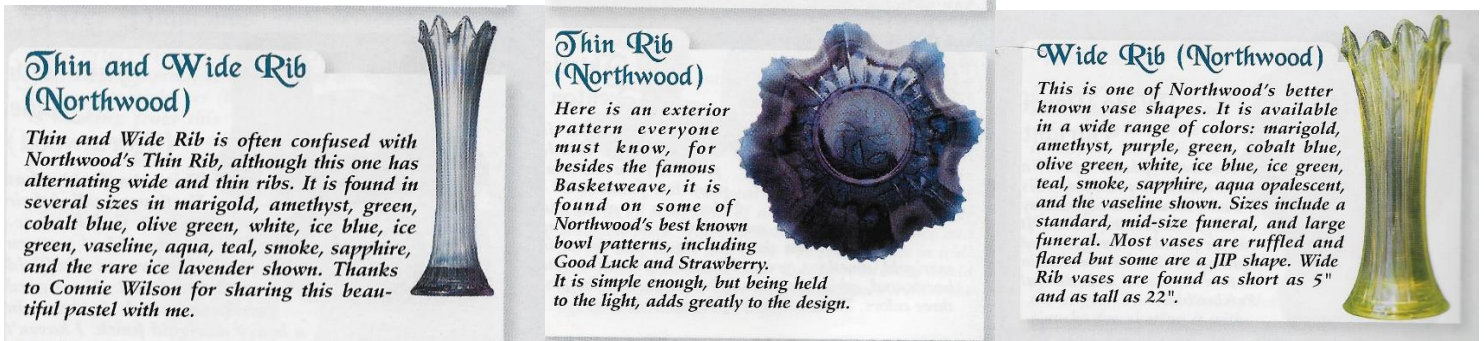 Thin and Wide Rib
(Northwood)
Thin and Wide Rib is often confused with
Northwood's Thin Rib, although this one has
alternating wide and thin ribs. It is found in
several sizes in marigold, amethyst, green,
cobalt blue, olive green, white, ice blue, ice
green, vaseline, aqua, teal, smoke, sapphire,
and the rare ice lavender shown. Thanks
to Connie Wilson for sharing this beau-
tiful pastel with me.
Thin Rib
(Northwood)
Here is an exterior
pattern everyone
must know, for
besides the famous
Basketweave, it is
found on some of
Northwood's best known
bowl patterns, including
Good Luck and Strawberry.
It is simple enough, but being held
to the light, adds greatly to the design.
Wide Rib (Northwood)
This is one of Northwood's better
known vase shapes. It is available
in a wide range of colors: marigold,
amethyst, purple, green, cobalt blue,
olive green, white, ice blue, ice green,
teal, smoke, sapphire, aqua opalescent,
and the vaseline shown. Sizes include a
standard, mid-size funeral, and large
funeral. Most vases are ruffled and
flared but some are a JIP shape. Wide
Rib vases are found as short as 5"
and as tall as 22".